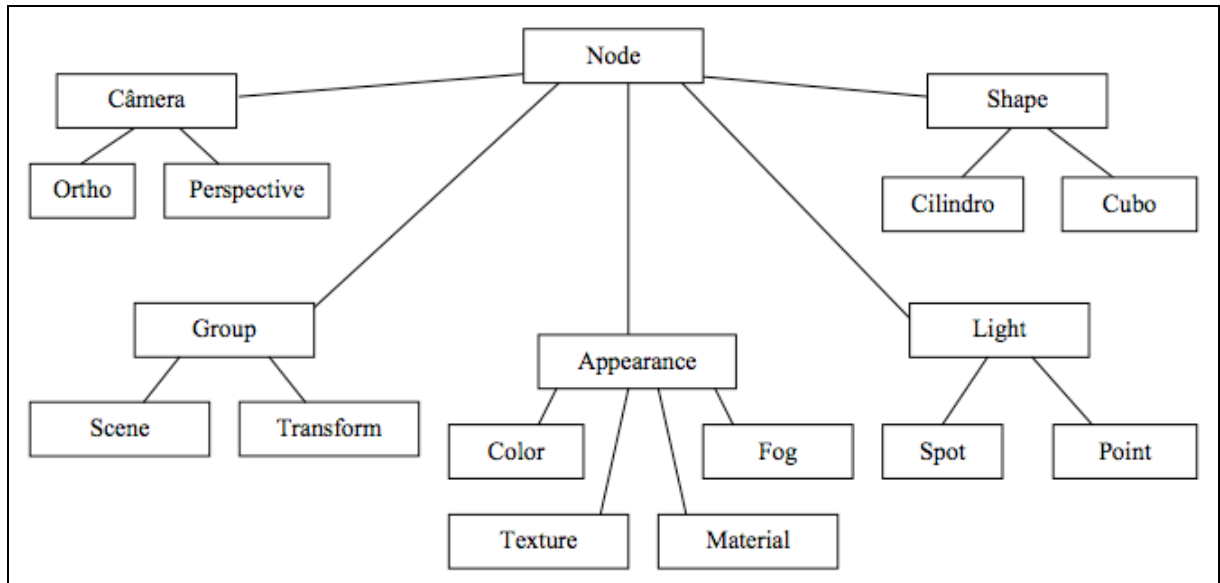 Node
Câmera
Shape
Ortho
Perspective
Cilindro
Cubo
Group
Light
Appearance
Scene
Transform
Color
Fog
Spot
Point
Texture
Material